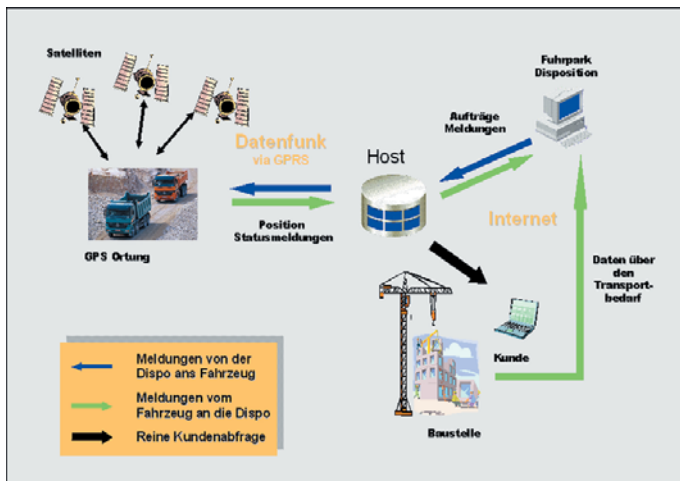 Satelliten
Fuhrpark
Disposition
Aufträge
Meldungen
Datenfunk
via GPRS
Host
Internet
Position
Statusmeldungen
GPS Ortung
Daten über
den
Transport-
bedarf
Kunde
Baustelle
Meldungen von der
Dispo ans Fahrzeug
Meldungen vom
Fahrzeug an die Dispo
Reine Kundenabfrage